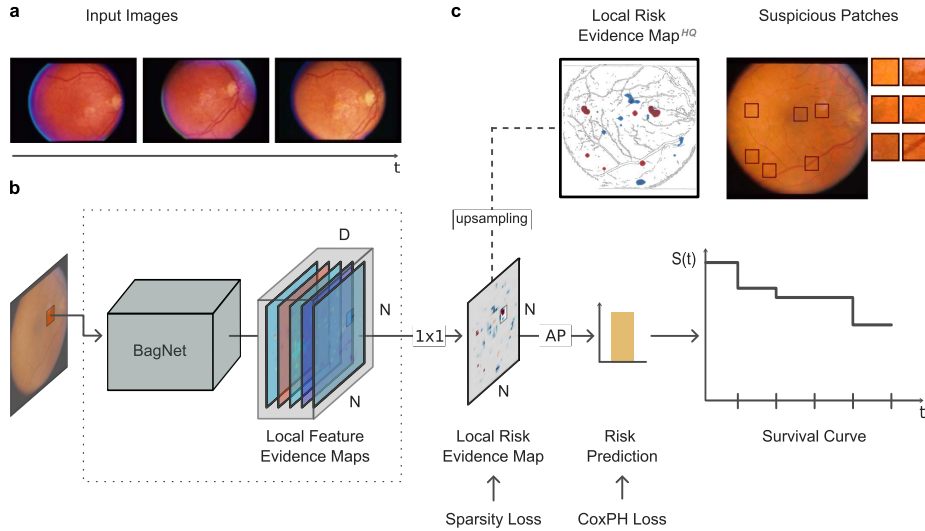 a
Input Images
t
b
BagNet
D
N
N
Local Feature
Evidence Maps
1x1
upsampling
N
N
Local Risk
Evidence Map
Sparsity Loss
AP
Risk
Prediction
CoxPH Loss
S(t)
t
Survival Curve
c
Local Risk
Evidence Map HQ
Suspicious Patches